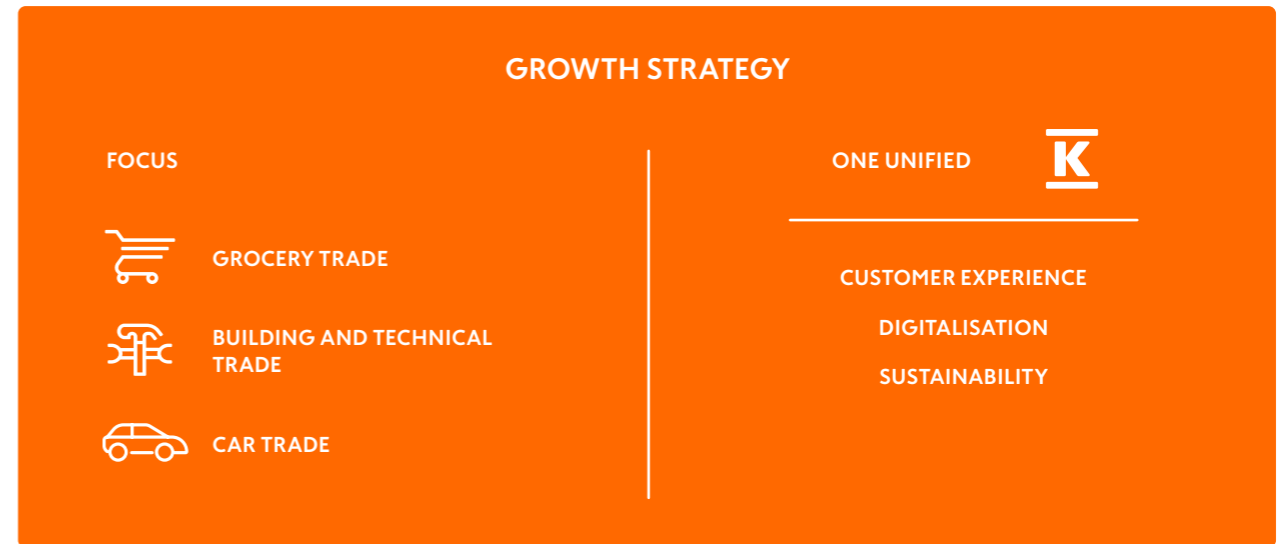 GROWTH STRATEGY
FOCUS
GROCERY TRADE
BUILDING AND TECHNICAL
TRADE
CAR TRADE
ONE UNIFIED K
CUSTOMER EXPERIENCE
DIGITALISATION
SUSTAINABILITY